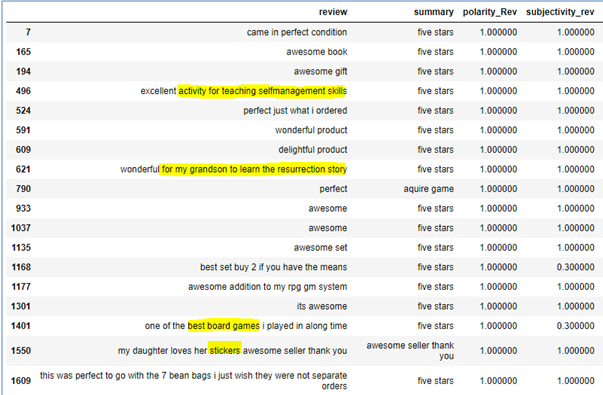 review summary polarity_Rev subjectivity_rev
7 came in perfect condition five stars 1.000000 1.000000
165 awesome book five stars 1.000000 1.000000
194 awesome gift five stars 1.000000 1.000000
496 excellent activity for teaching selfmanagement skills five stars 1.000000 1.000000
524 perfect just what i ordered five stars 1.000000 1.000000
591 wonderful product five stars 1.000000 1.000000
609 delightful product five stars 1.000000 1.000000
621 wonderful for my grandson to learn the resurrection story five stars 1.000000 1.000000
790 perfect aquire game 1.000000 1.000000
933 awesome five stars 1.000000 1.000000
1037 awesome five stars 1.000000 1.000000
1135 awesome set five stars 1.000000 1.000000
1168 best set buy 2 if you have the means five stars 1.000000 0.300000
1177 awesome addition to my rpg gm system five stars 1.000000 1.000000
1301 its awesome five stars 1.000000 1.000000
1401 one of the best board games i played in along time five stars 1.000000 0.300000
1550 my daughter loves her stickers awesome seller thank you awesome seller thank
you 1.000000 1.000000
1609 this was perfect to go with the 7 bean bags i just wish they were not separate
orders five stars 1.000000 1.000000